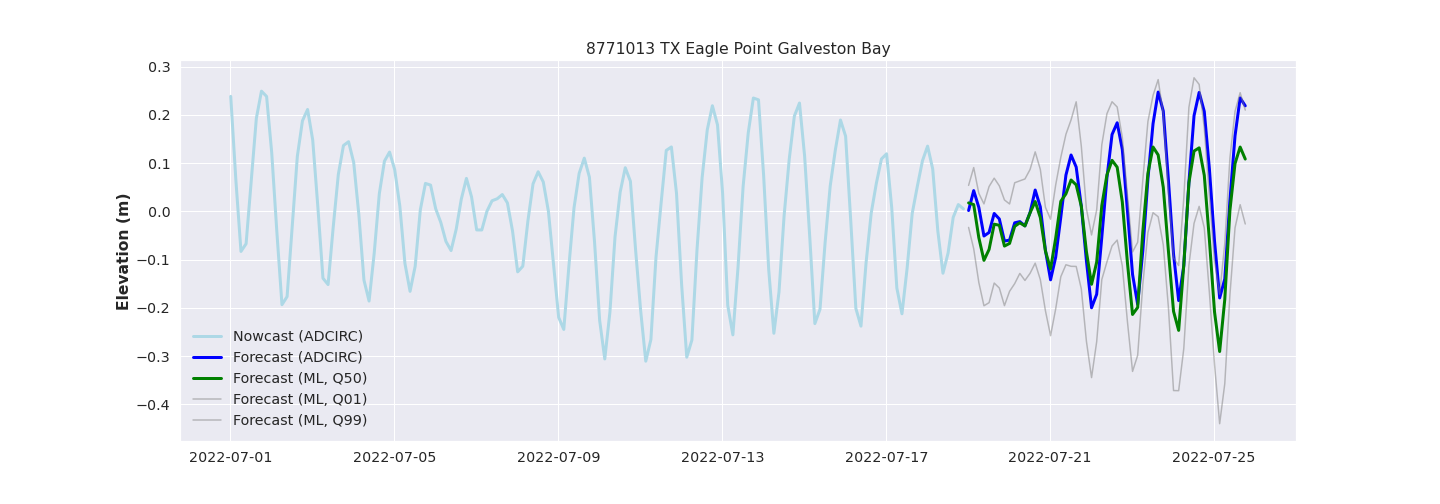 8771013 TX Eagle Point Galveston Bay
0.3
0.2
0.1
0.0
−0.1
−0.2
−0.3
−0.4
Elevation (m)
Nowcast (ADCIRC)
Forecast (ADCIRC)
Forecast (ML, Q50)
Forecast (ML, Q01)
Forecast (ML, Q99)
2022-07-01 2022-07-05 2022-07-09 2022-07-13 2022-07-17 2022-07-21 2022-07-25